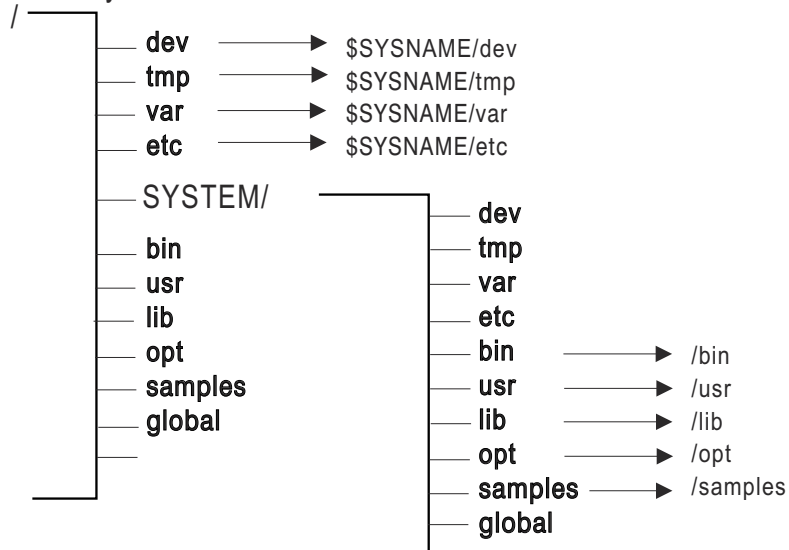 /
dev $SYSNAME/dev
tmp $SYSNAME/tmp
var $SYSNAME/var
etc $SYSNAME/etc
SYSTEM/
bin
usr
lib
opt
samples
global
dev
tmp
var
etc
bin /bin
usr /usr
lib /lib
opt /opt
samples /samples
global